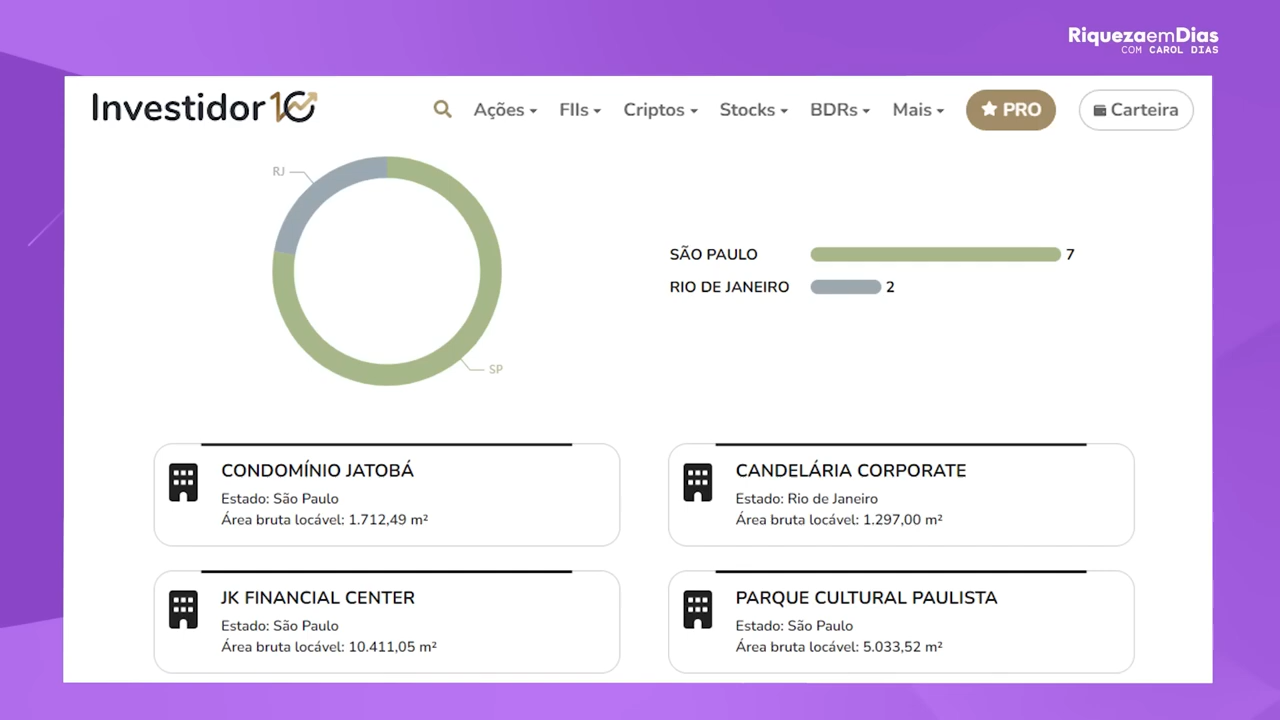 RiquezaemDias
COM CAROL DIAS
Investidor10
Ações
FIIs
Criptos
Stocks
BDRs
Mais
PRO
Carteira
RJ
SP
SÃO PAULO 7
RIO DE JANEIRO 2
CONDOMÍNIO JATOBÁ
Estado: São Paulo
Área bruta locável: 1.712,49 m²
CANDELÁRIA CORPORATE
Estado: Rio de Janeiro
Área bruta locável: 1.297,00 m²
JK FINANCIAL CENTER
Estado: São Paulo
Área bruta locável: 10.411,05 m²
PARQUE CULTURAL PAULISTA
Estado: São Paulo
Área bruta locável: 5.033,52 m²